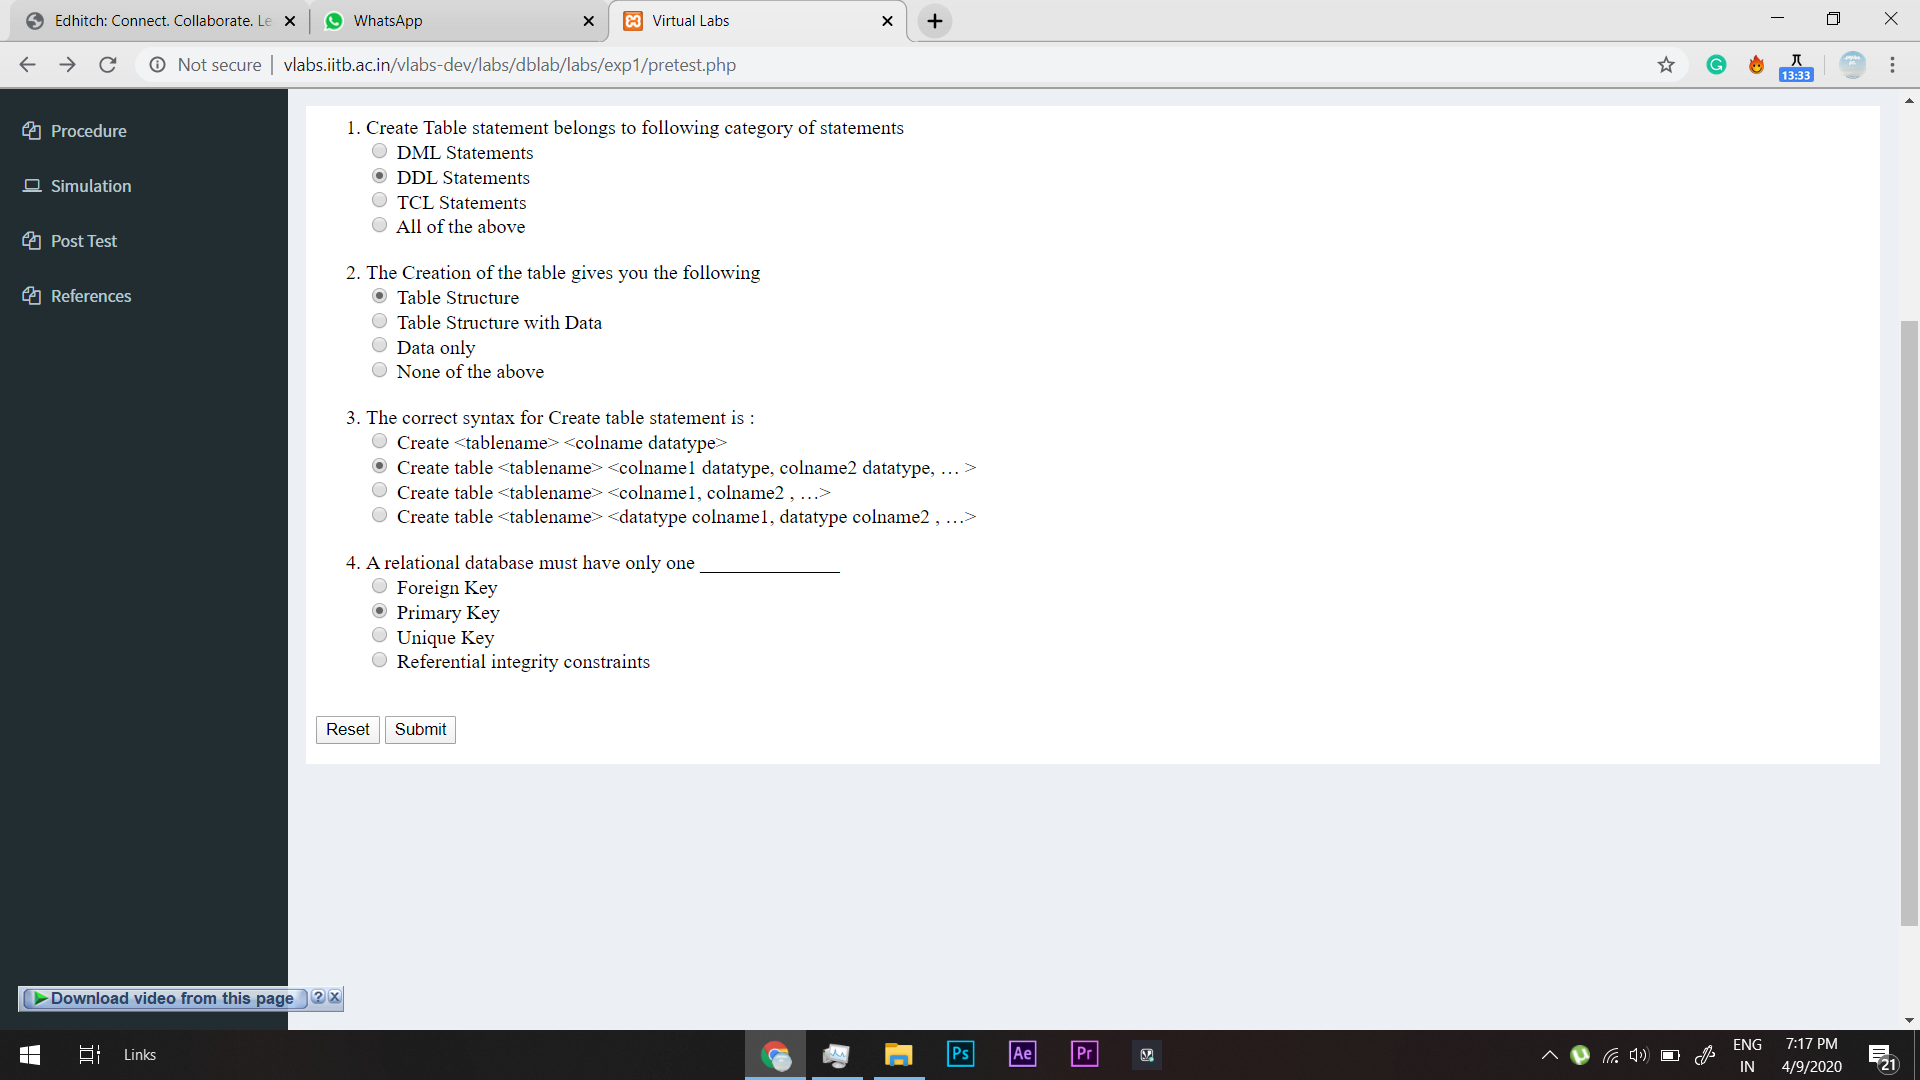 Edhitch: Connect. Collaborate. Le
WhatsApp
Virtual Labs
Not secure | vlabs.iitb.ac.in/vlabs-dev/labs/dblab/labs/exp1/pretest.php
13:33
Procedure
Simulation
Post Test
References
1. Create Table statement belongs to following category of statements
DML Statements
DDL Statements
TCL Statements
All of the above
2. The Creation of the table gives you the following
Table Structure
Table Structure with Data
Data only
None of the above
3. The correct syntax for Create table statement is :
Create <tablename> <colname datatype>
Create table <tablename> <colname1 datatype, colname2 datatype, … >
Create table <tablename> <colname1, colname2 , …>
Create table <tablename> <datatype colname1, datatype colname2 , …>
4. A relational database must have only one ______________
Foreign Key
Primary Key
Unique Key
Referential integrity constraints
Reset Submit
Download video from this page ? X
Links
Ps
Ae
Pr
ENG
IN
7:17 PM
4/9/2020
21